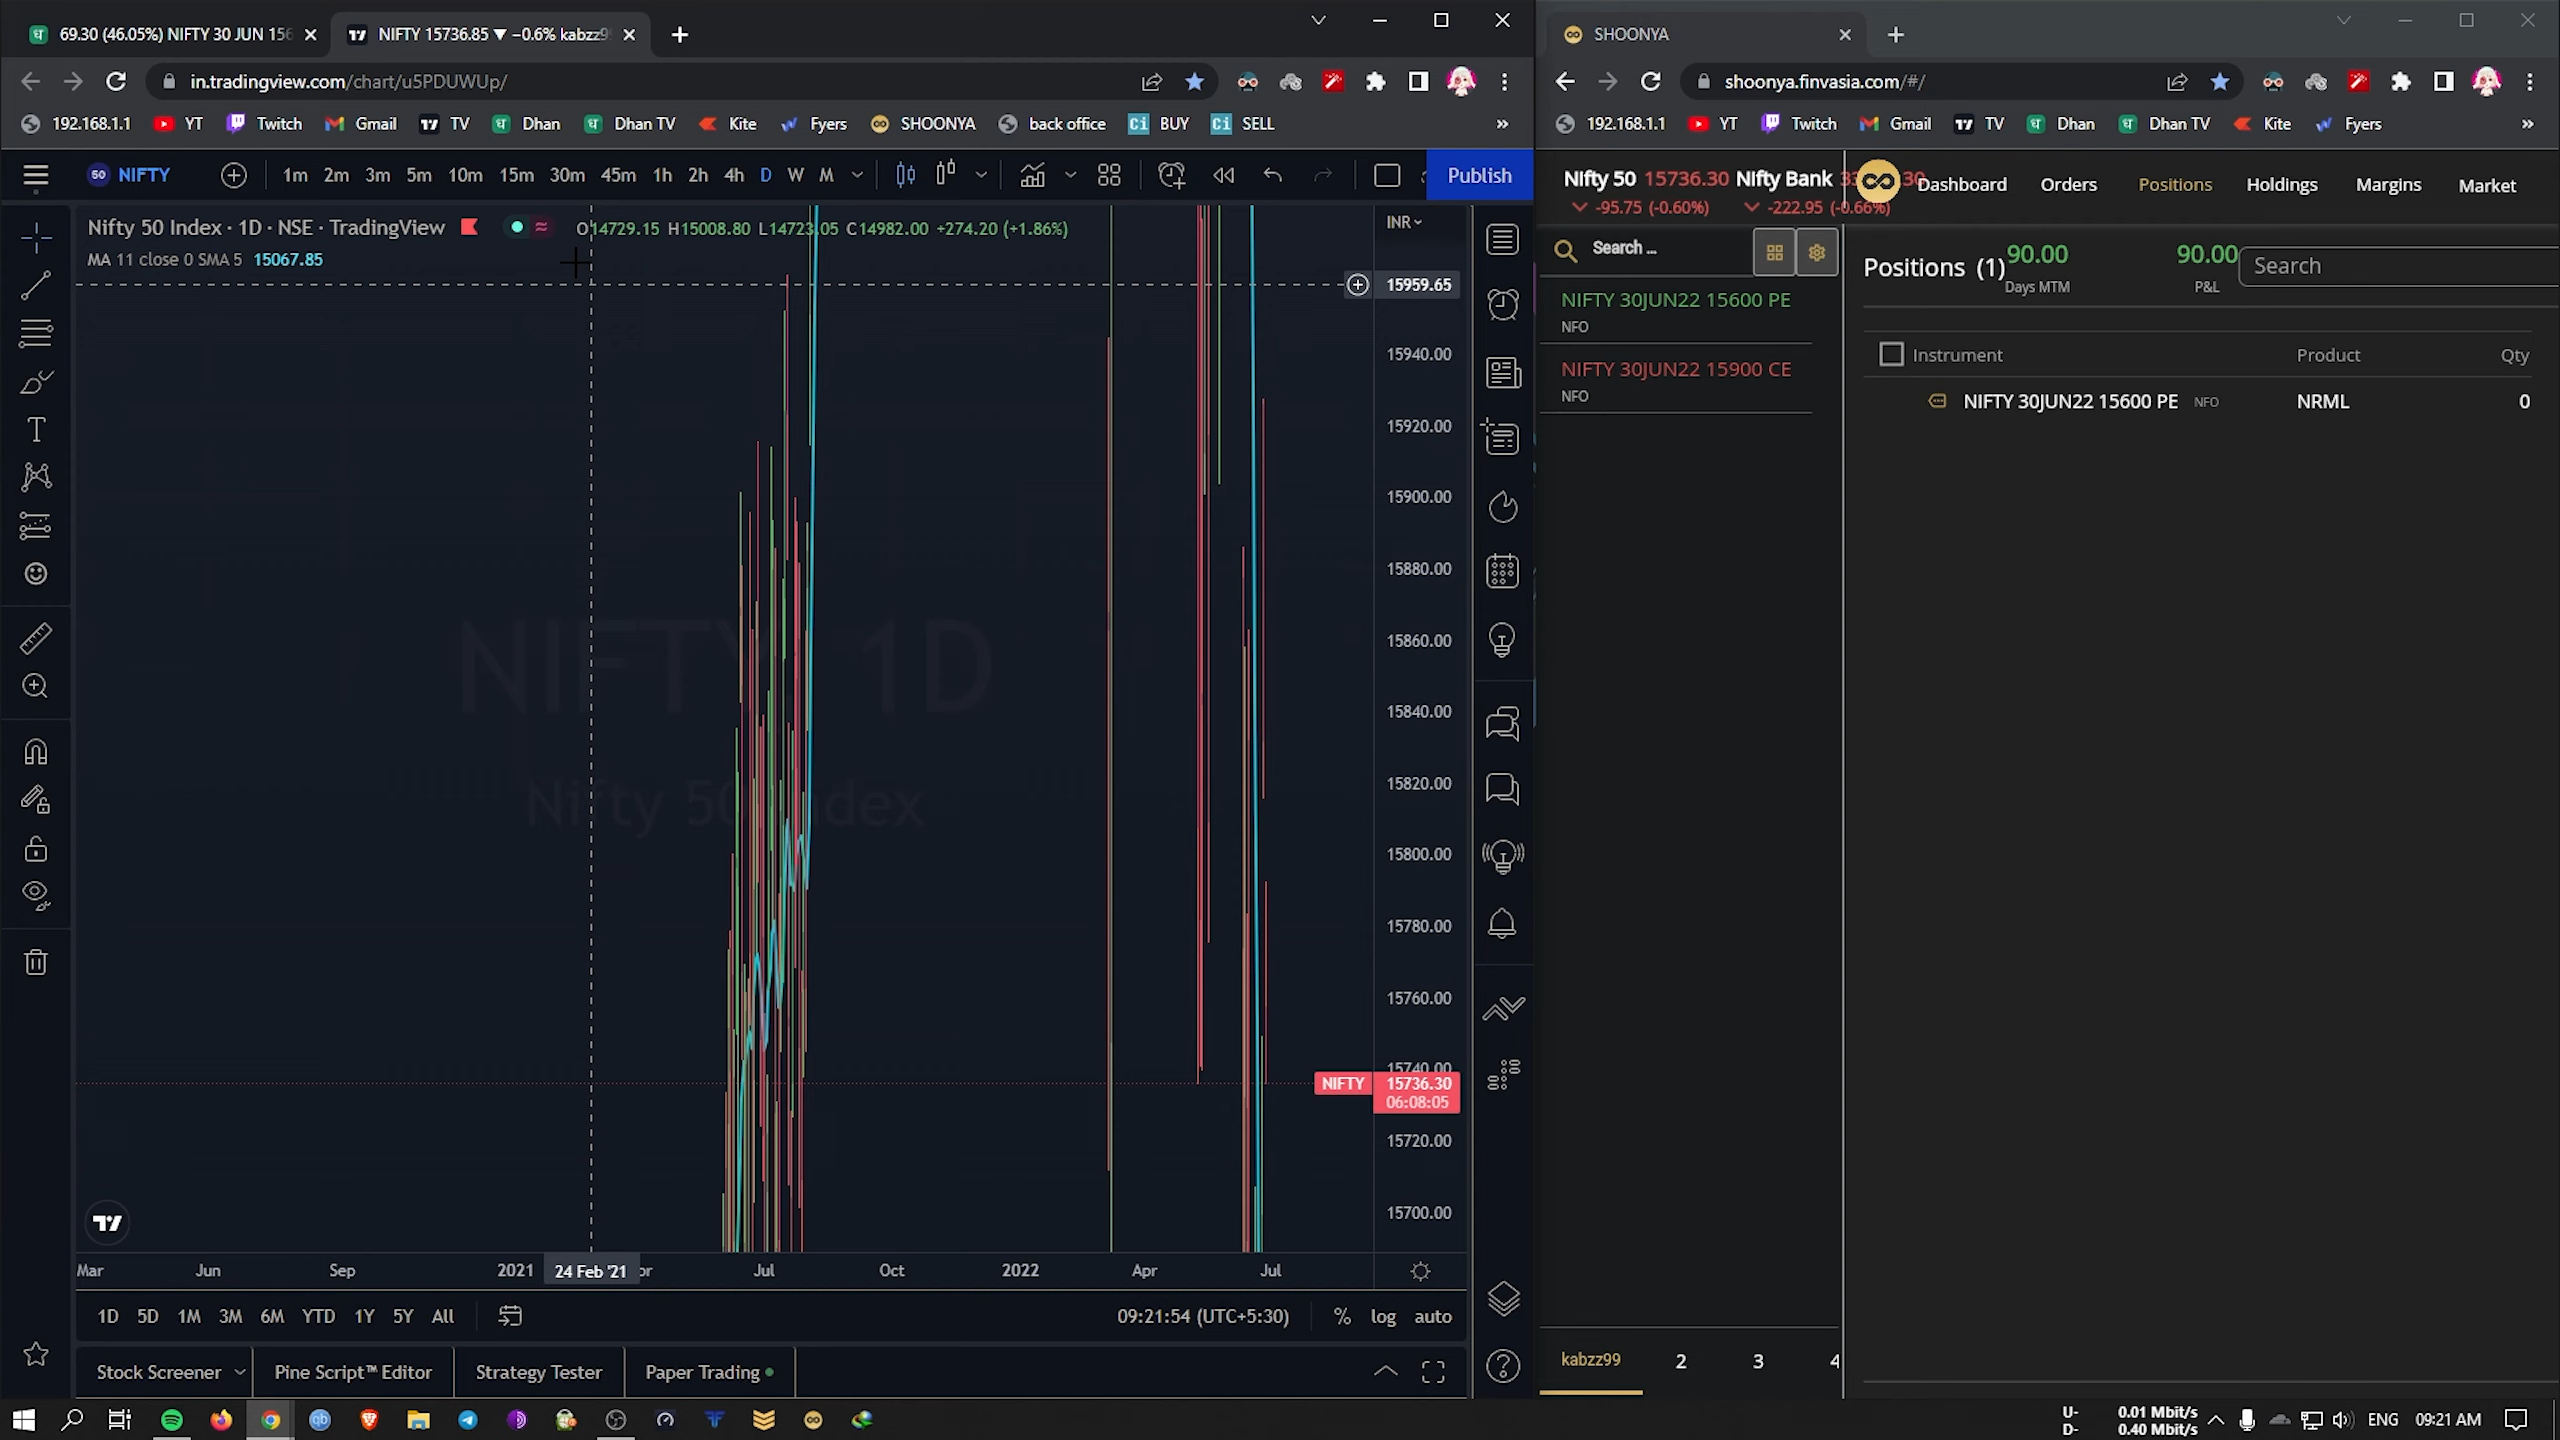 69.30 (46.05%) NIFTY 30 JUN 156
NIFTY 15736.85 ▼ −0.6% kabzz9
in.tradingview.com/chart/u5PDUWUp/
192.168.1.1 YT Twitch Gmail TV Dhan Dhan TV Kite Fyers SHOONYA back office Ci BUY Ci SELL »
50 NIFTY 1m 2m 3m 5m 10m 15m 30m 45m 1h 2h 4h D W M Publish
Nifty 50 Index · 1D · NSE · TradingView O14729.15 H15008.80 L14723.05 C14982.00 +274.20 (+1.86%)
INR
MA 11 close 0 SMA 5 15067.85
15959.65
15940.00
15920.00
15900.00
15880.00
15860.00
15840.00
15820.00
15800.00
15780.00
15760.00
15740.00
NIFTY 15736.30
06:08:05
15720.00
15700.00
NIFTY 1D
Nifty 50 Index
Mar Jun Sep 2021 24 Feb '21 Jul Oct 2022 Apr Jul
1D 5D 1M 3M 6M YTD 1Y 5Y All 09:21:54 (UTC+5:30) % log auto
Stock Screener Pine Script™ Editor Strategy Tester Paper Trading
SHOONYA
shoonya.finvasia.com/#/
192.168.1.1 YT Twitch Gmail TV Dhan Dhan TV Kite Fyers »
Nifty 50 15736.30 Nifty Bank
-95.75 (-0.60%) -222.95 (-0.66%)
Dashboard Orders Positions Holdings Margins Market
Search ...
NIFTY 30JUN22 15600 PE
NFO
NIFTY 30JUN22 15900 CE
NFO
Positions (1) 90.00 Days MTM 90.00 P&L Search
Instrument Product Qty
NIFTY 30JUN22 15600 PE NFO NRML 0
kabzz99 2 3 4
U- 0.01 Mbit/s
D- 0.40 Mbit/s
ENG 09:21 AM